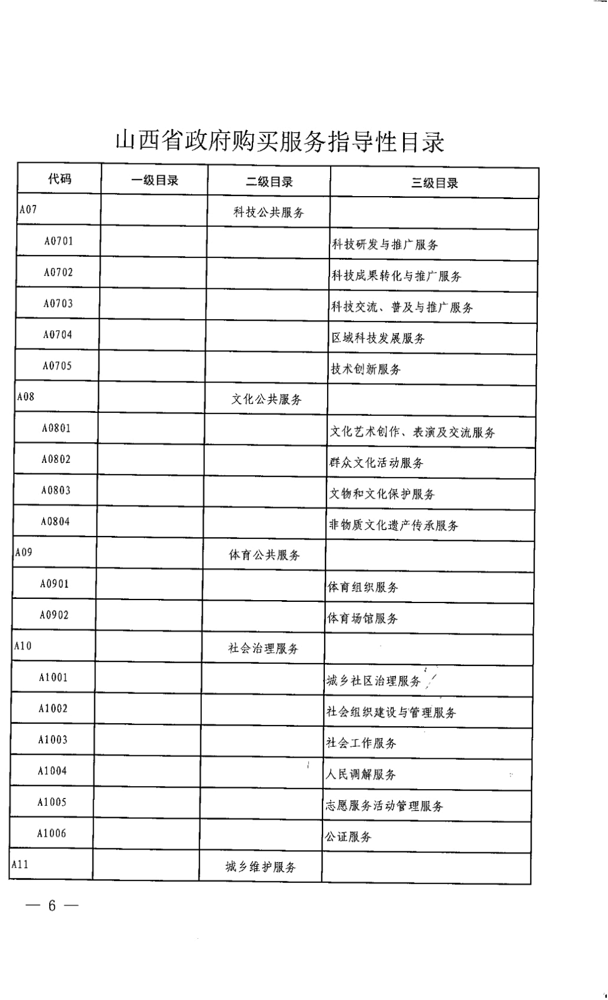 山西省政府购买服务指导性目录
代码 一级目录 二级目录 三级目录
A07 科技公共服务
A0701 科技研发与推广服务
A0702 科技成果转化与推广服务
A0703 科技交流、普及与推广服务
A0704 区域科技发展服务
A0705 技术创新服务
A08 文化公共服务
A0801 文化艺术创作、表演及交流服务
A0802 群众文化活动服务
A0803 文物和文化保护服务
A0804 非物质文化遗产传承服务
A09 体育公共服务
A0901 体育组织服务
A0902 体育场馆服务
A10 社会治理服务
A1001 城乡社区治理服务
A1002 社会组织建设与管理服务
A1003 社会工作服务
A1004 人民调解服务
A1005 志愿服务活动管理服务
A1006 公证服务
A11 城乡维护服务
— 6 —